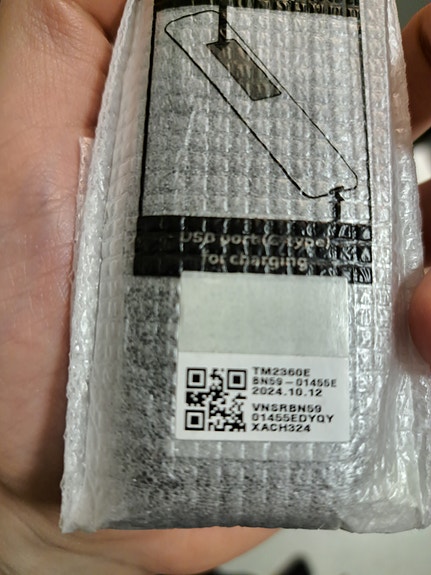 USB port(C-type)
for charging
TM2360E
BN59-01455E
2024.10.12
VNSRBN59
01455EDYQY
XACH324